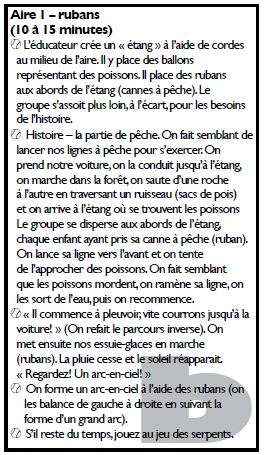 Aire 1 – rubans
(10 à 15 minutes)
L'éducateur crée un « étang » à l'aide de cordes
au milieu de l'aire. Il y place des ballons
représentant des poissons. Il place des rubans
aux abords de l'étang (cannes à pêche). Le
groupe s'assoit plus loin, à l'écart, pour les besoins
de l'histoire.
Histoire – la partie de pêche. On fait semblant de
lancer nos lignes à pêche pour s'exercer. On
prend notre voiture, on la conduit jusqu'à l'étang,
on marche dans la forêt, on saute d'une roche
à l'autre en traversant un ruisseau (sacs de pois)
et on arrive à l'étang où se trouvent les poissons
Le groupe se disperse aux abords de l'étang,
chaque enfant ayant pris sa canne à pêche (ruban).
On lance sa ligne vers l'avant et on tente
de l'approcher des poissons. On fait semblant
que les poissons mordent, on ramène sa ligne, on
les sort de l'eau, puis on recommence.
« Il commence à pleuvoir, vite courrons jusqu'à la
voiture! » (On refait le parcours inverse). On
met ensuite nos essuie-glaces en marche
(rubans). La pluie cesse et le soleil réapparait.
« Regardez! Un arc-en-ciel! »
On forme un arc-en-ciel à l'aide des rubans (on
les balance de gauche à droite en suivant la
forme d'un grand arc).
S'il reste du temps, jouez au jeu des serpents.